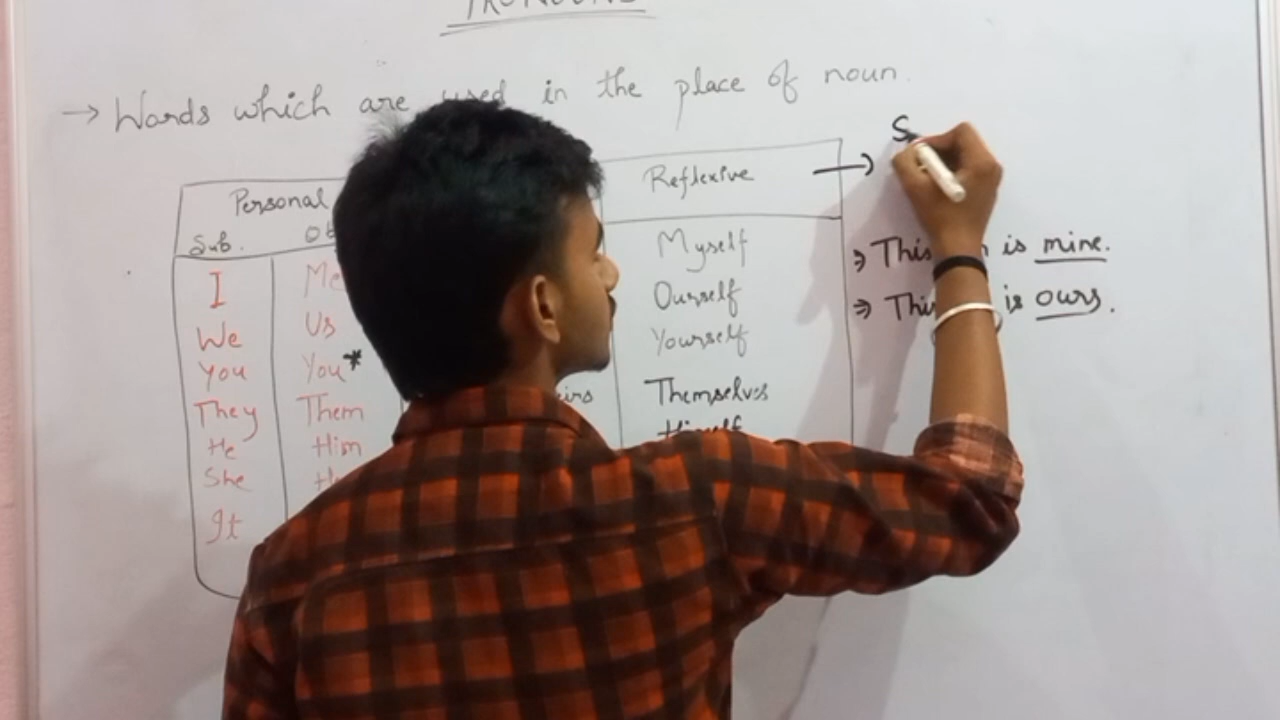 PRONOUNS
→ Words which are used in the place of noun.
S
Personal Reflexive →
Sub. Ob
I Me Myself ⇒ This is mine.
We Us Ourself ⇒ This is ours.
You You* Yourself
They Them eirs Themselves
He Him Himself
She
It